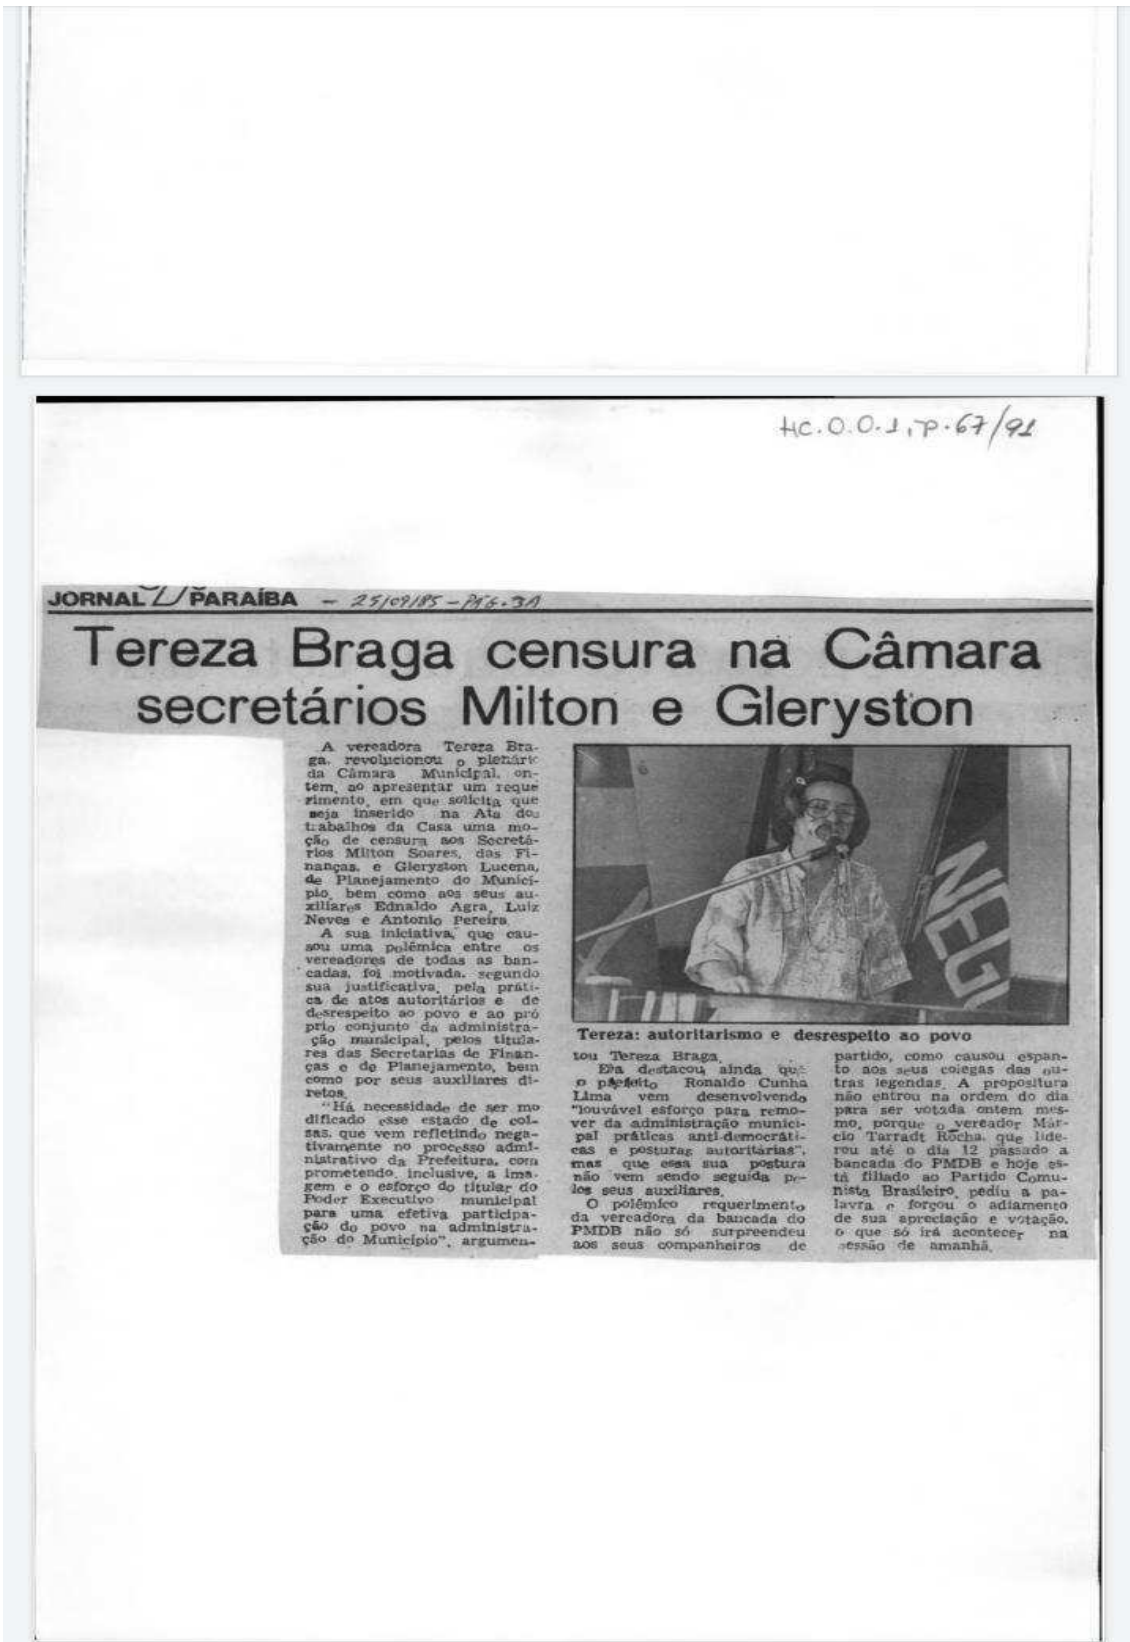 HC.0.0.1, P.67/91
JORNAL DA PARAÍBA - 25/09/85 - PÁG. 3A
Tereza Braga censura na Câmara
secretários Milton e Gleryston
A vereadora Tereza Bra-
ga, revolucionou o plenári
da Câmara Municipal, on-
tem, ao apresentar um reque
rimento, em que solicita que
seja inserido na Ata dos
trabalhos da Casa uma mo-
ção de censura aos Secretá-
rios Milton Soares, das Fi-
nanças, e Gleryston Lucena,
de Planejamento do Municí-
pio, bem como aos seus au-
xiliares Ednaldo Agra, Luiz
Neves e Antonio Pereira
A sua iniciativa, que cau-
sou uma polêmica entre os
vereadores de todas as ban-
cadas, foi motivada, segundo
sua justificativa, pela práti-
ca de atos autoritários e de
desrespeito ao povo e ao pró
prio conjunto da administra-
ção municipal, pelos titula-
res das Secretarias de Finan-
ças e de Planejamento, bem
como por seus auxiliares di-
retos.
"Há necessidade de ser mo
dificado esse estado de coi-
sas, que vem refletindo nega-
tivamente no processo admi-
nistrativo da Prefeitura, com
prometendo, inclusive, a ima-
gem e o esforço do titular do
Poder Executivo municipal
para uma efetiva participa-
ção do povo na administra-
ção do Município", argumen-
NEGI
Tereza: autoritarismo e desrespeito ao povo
tou Tereza Braga.
Ela destacou ainda que
o prefeito Ronaldo Cunha
Lima vem desenvolvendo
"louvável esforço para remo-
ver da administração munici-
pal práticas anti-democráti-
cas e posturas autoritárias",
mas que essa sua postura
não vem sendo seguida pe-
los seus auxiliares.
O polêmico requerimento
da vereadora da bancada do
PMDB não só surpreendeu
aos seus companheiros de
partido, como causou espan-
to aos seus colegas das ou-
tras legendas. A propositura
não entrou na ordem do dia
para ser votada ontem mes-
mo, porque o vereador Már-
cio Tarradt Rocha, que lide-
rou até o dia 12 passado a
bancada do PMDB e hoje es-
tá filiado ao Partido Comu-
nista Brasileiro, pediu a pa-
lavra e forçou o adiamento
de sua apreciação e votação,
o que só irá acontecer na
sessão de amanhã.